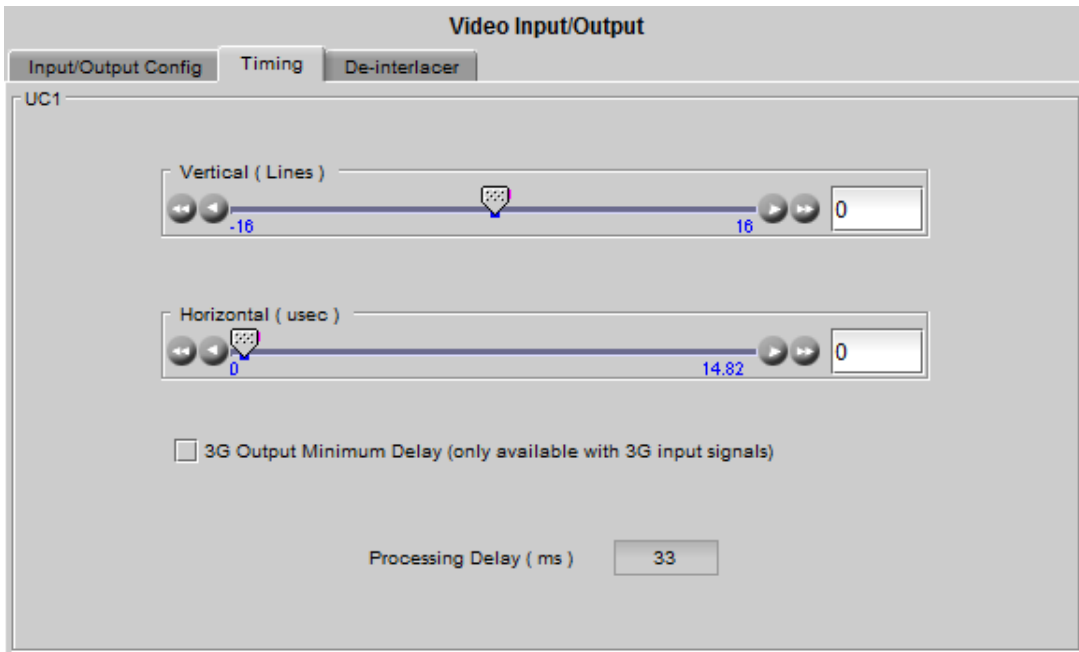 Video Input/Output
Input/Output Config Timing De-interlacer
UC1
Vertical ( Lines )
-16 16 0
Horizontal ( usec )
0 14.82 0
3G Output Minimum Delay (only available with 3G input signals)
Processing Delay ( ms ) 33